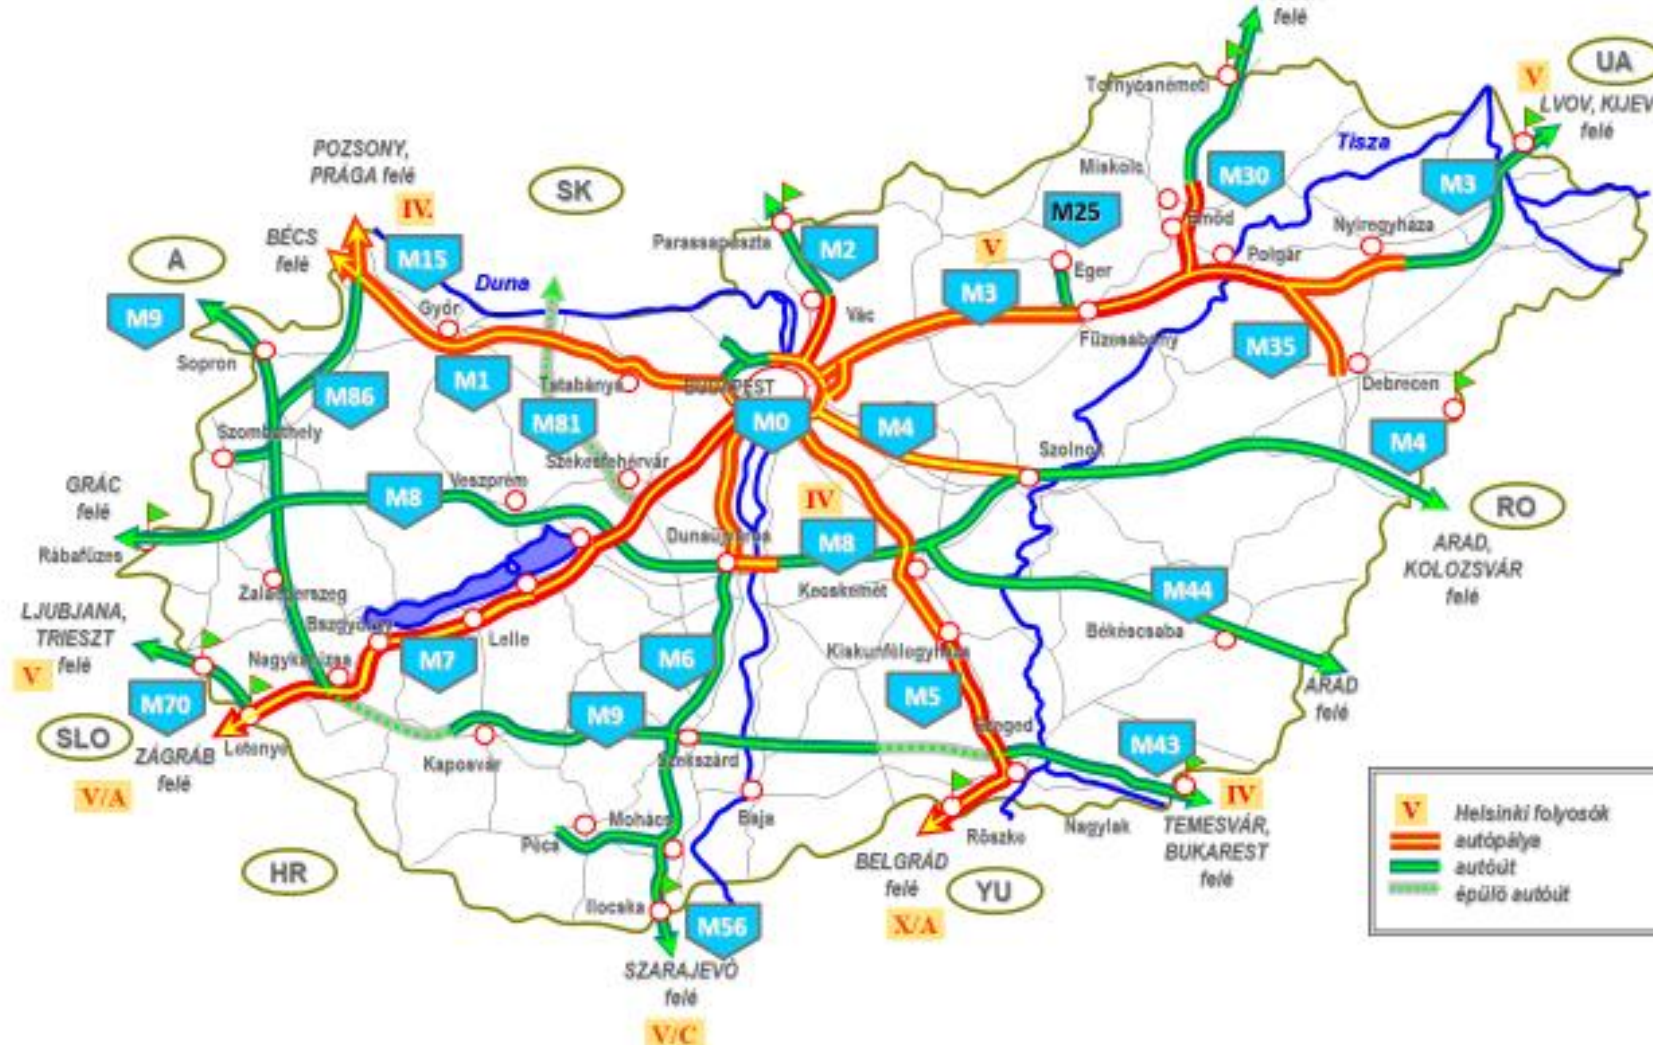 felé
UA
V
LVOV, KIJEV
felé
Tornyosnémeti
Tisza
POZSONY,
PRÁGA felé
IV.
SK
Miskolc
M30
M3
M25
Emőd
Nyíregyháza
BÉCS
felé
A
M15
Parassapuszta
M2
V
Eger
Polgár
Duna
M3
M9
Győr
Vác
Füzesabony
M35
Sopron
M1
Tatabánya
BUDAPEST
Debrecen
M86
M81
M0
M4
M4
Szombathely
Székesfehérvár
Szolnok
GRÁC
felé
M8
Veszprém
IV
RO
Rábafüzes
Dunaújváros
M8
ARAD,
KOLOZSVÁR
felé
Zalaegerszeg
Kecskemét
M44
LJUBJANA,
TRIESZT
felé
V
Bszgyörgy
Lelle
Békéscsaba
Nagykanizsa
M7
M6
Kiskunfélegyháza
M70
M5
ARAD
felé
SLO
M9
Szeged
M43
ZÁGRÁB
felé
Letenye
Kaposvár
Szekszárd
V/A
IV
Mohács
Baja
Pécs
Röszke
Nagylak
TEMESVÁR,
BUKAREST
felé
HR
BELGRÁD
felé
YU
X/A
Ilocska
M56
SZARAJEVÓ
felé
V/C
V Helsinki folyosók
autópálya
autóút
épülő autóút